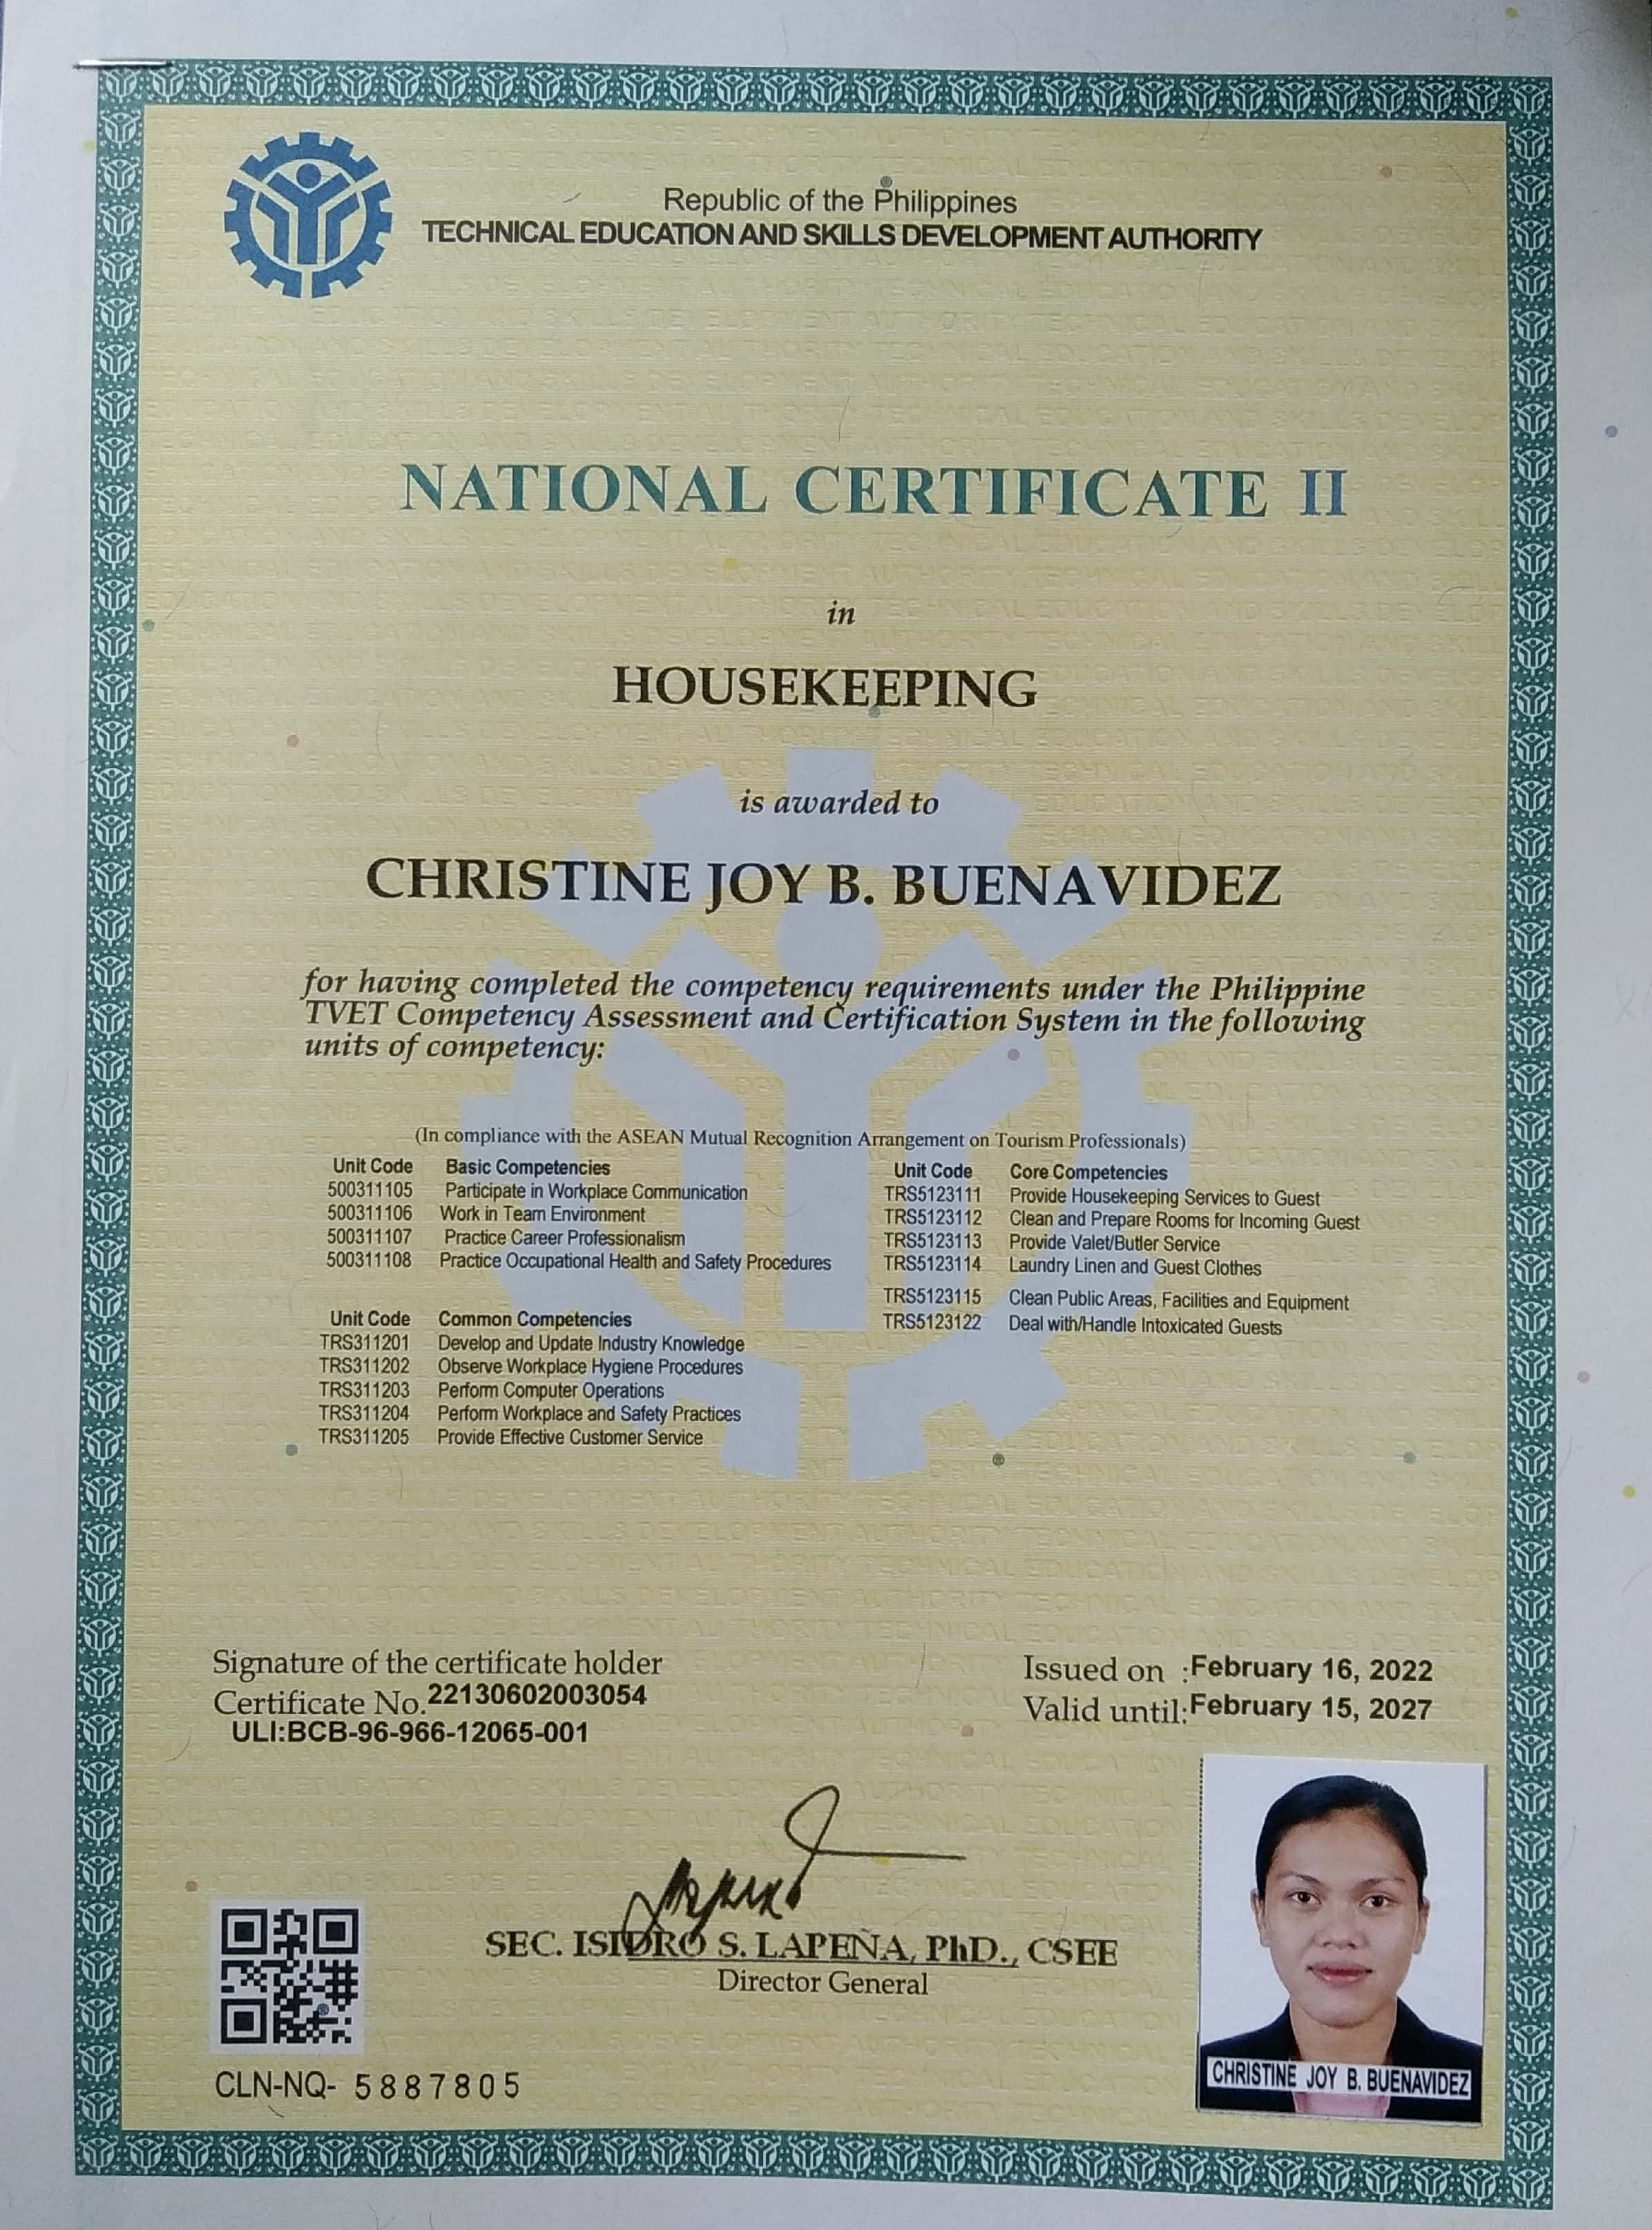 Republic of the Philippines
TECHNICAL EDUCATION AND SKILLS DEVELOPMENT AUTHORITY
NATIONAL CERTIFICATE II
in
HOUSEKEEPING
is awarded to
CHRISTINE JOY B. BUENAVIDEZ
for having completed the competency requirements under the Philippine
TVET Competency Assessment and Certification System in the following
units of competency:
(In compliance with the ASEAN Mutual Recognition Arrangement on Tourism Professionals)
Unit Code Basic Competencies
500311105 Participate in Workplace Communication
500311106 Work in Team Environment
500311107 Practice Career Professionalism
500311108 Practice Occupational Health and Safety Procedures
Unit Code Common Competencies
TRS311201 Develop and Update Industry Knowledge
TRS311202 Observe Workplace Hygiene Procedures
TRS311203 Perform Computer Operations
TRS311204 Perform Workplace and Safety Practices
TRS311205 Provide Effective Customer Service
Unit Code Core Competencies
TRS5123111 Provide Housekeeping Services to Guest
TRS5123112 Clean and Prepare Rooms for Incoming Guest
TRS5123113 Provide Valet/Butler Service
TRS5123114 Laundry Linen and Guest Clothes
TRS5123115 Clean Public Areas, Facilities and Equipment
TRS5123122 Deal with/Handle Intoxicated Guests
Signature of the certificate holder
Certificate No.22130602003054
ULI:BCB-96-966-12065-001
Issued on :February 16, 2022
Valid until:February 15, 2027
SEC. ISIDRO S. LAPEÑA, PhD., CSEE
Director General
CLN-NQ- 5887805
CHRISTINE JOY B. BUENAVIDEZ